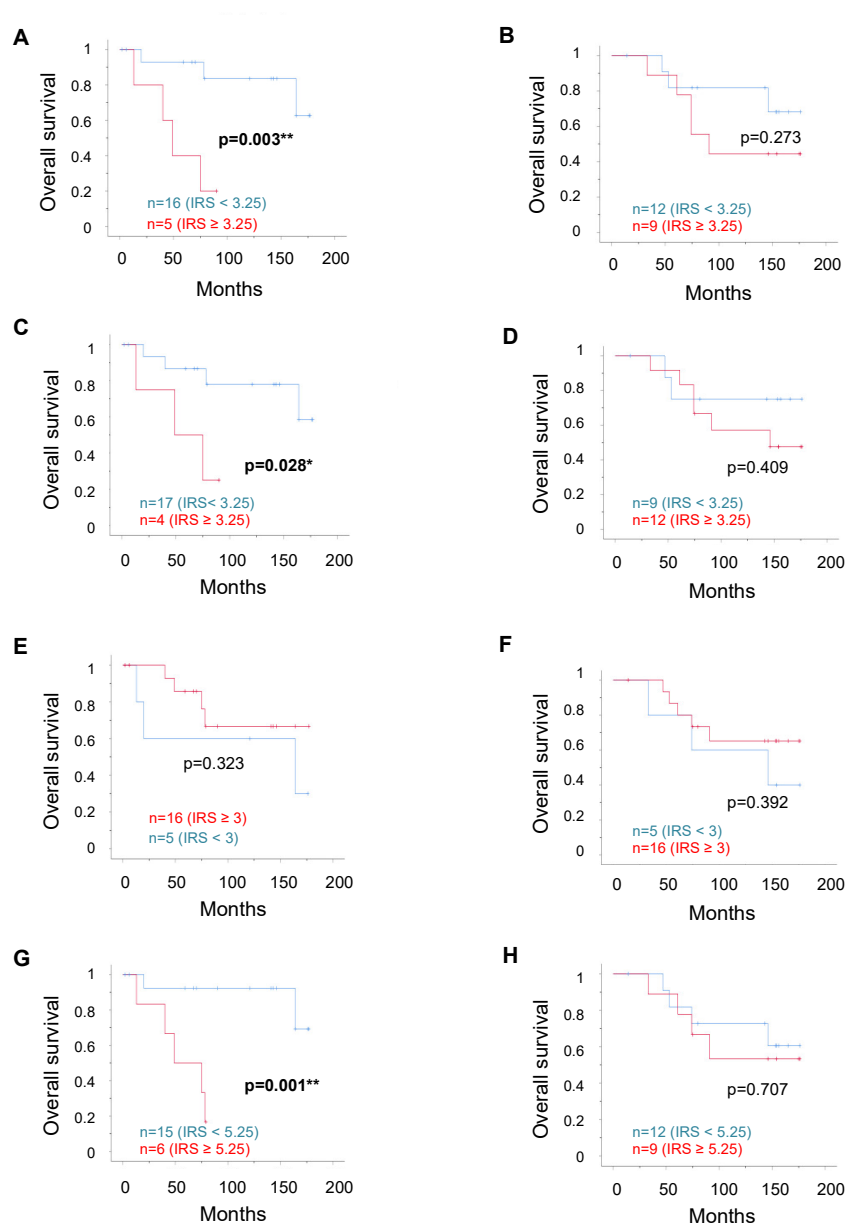 A
Overall survival
1
0.8
0.6
0.4
0.2
0
p=0.003**
n=16 (IRS < 3.25)
n=5 (IRS ≥ 3.25)
0 50 100 150 200
Months
B
Overall survival
1
0.8
0.6
0.4
0.2
0
p=0.273
n=12 (IRS < 3.25)
n=9 (IRS ≥ 3.25)
0 50 100 150 200
Months
C
Overall survival
1
0.8
0.6
0.4
0.2
0
p=0.028*
n=17 (IRS< 3.25)
n=4 (IRS ≥ 3.25)
0 50 100 150 200
Months
D
Overall survival
1
0.8
0.6
0.4
0.2
0
p=0.409
n=9 (IRS < 3.25)
n=12 (IRS ≥ 3.25)
0 50 100 150 200
Months
E
Overall survival
1
0.8
0.6
0.4
0.2
0
p=0.323
n=16 (IRS ≥ 3)
n=5 (IRS < 3)
0 50 100 150 200
Months
F
Overall survival
1
0.8
0.6
0.4
0.2
0
p=0.392
n=5 (IRS < 3)
n=16 (IRS ≥ 3)
0 50 100 150 200
Months
G
Overall survival
1
0.8
0.6
0.4
0.2
0
p=0.001**
n=15 (IRS < 5.25)
n=6 (IRS ≥ 5.25)
0 50 100 150 200
Months
H
Overall survival
1
0.8
0.6
0.4
0.2
0
p=0.707
n=12 (IRS < 5.25)
n=9 (IRS ≥ 5.25)
0 50 100 150 200
Months